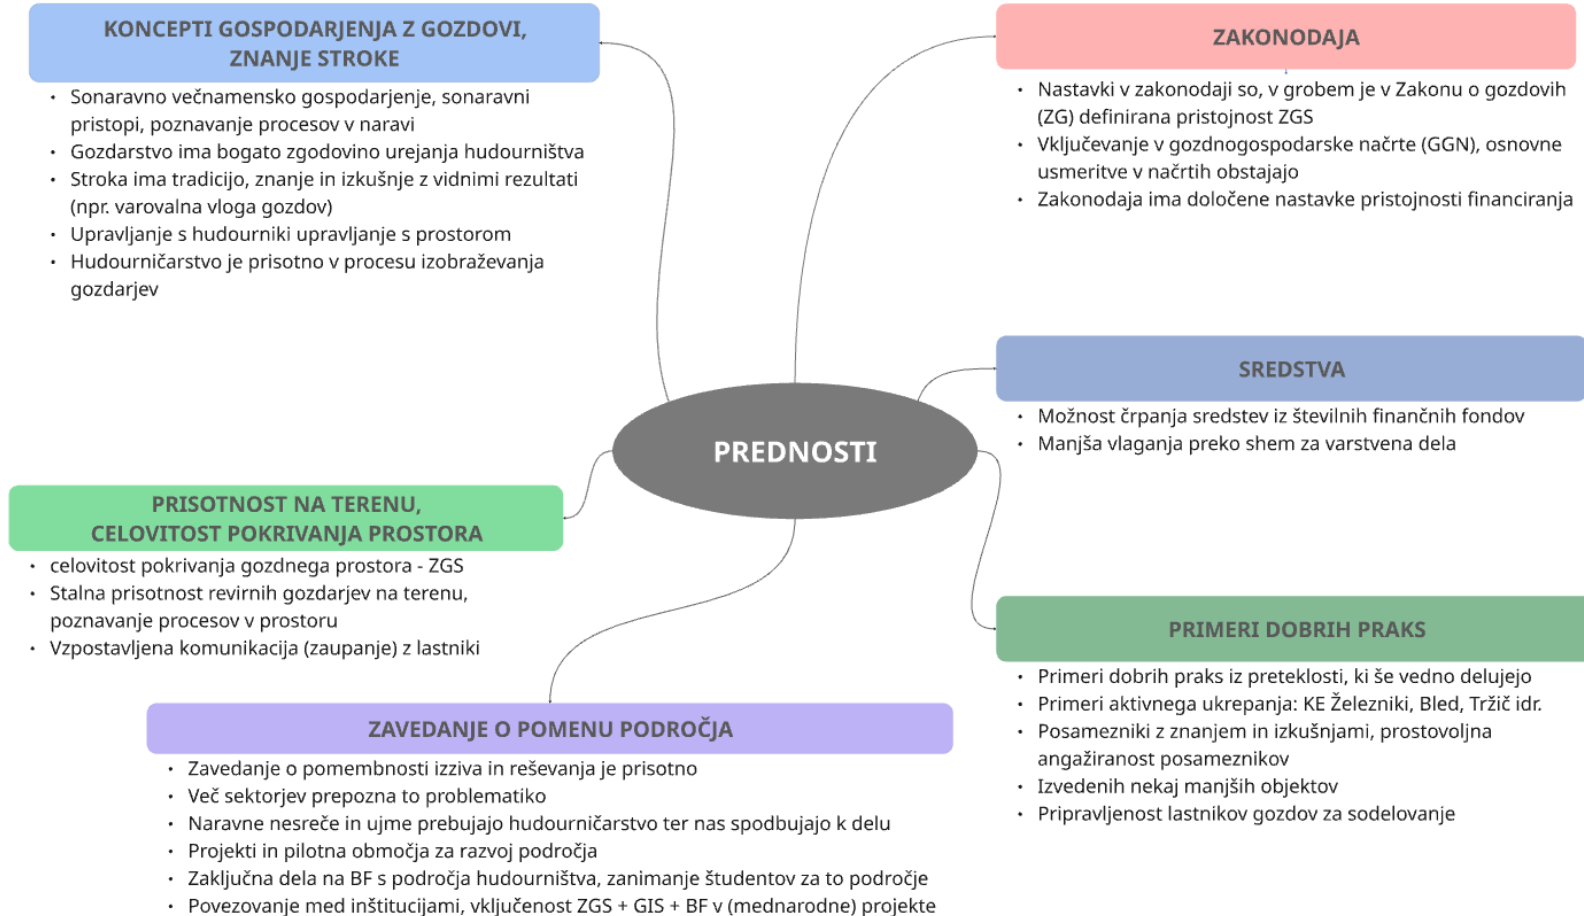 KONCEPTI GOSPODARJENJA Z GOZDOVI,
ZNANJE STROKE
• Sonaravno večnamensko gospodarjenje, sonaravni
pristopi, poznavanje procesov v naravi
• Gozdarstvo ima bogato zgodovino urejanja hudourništva
• Stroka ima tradicijo, znanje in izkušnje z vidnimi rezultati
(npr. varovalna vloga gozdov)
• Upravljanje s hudourniki upravljanje s prostorom
• Hudourničarstvo je prisotno v procesu izobraževanja
gozdarjev
ZAKONODAJA
• Nastavki v zakonodaji so, v grobem je v Zakonu o gozdovih
(ZG) definirana pristojnost ZGS
• Vključevanje v gozdnogospodarske načrte (GGN), osnovne
usmeritve v načrtih obstajajo
• Zakonodaja ima določene nastavke pristojnosti financiranja
SREDSTVA
• Možnost črpanja sredstev iz številnih finančnih fondov
• Manjša vlaganja preko shem za varstvena dela
PREDNOSTI
PRISOTNOST NA TERENU,
CELOVITOST POKRIVANJA PROSTORA
• celovitost pokrivanja gozdnega prostora - ZGS
• Stalna prisotnost revirnih gozdarjev na terenu,
poznavanje procesov v prostoru
• Vzpostavljena komunikacija (zaupanje) z lastniki
PRIMERI DOBRIH PRAKS
• Primeri dobrih praks iz preteklosti, ki še vedno delujejo
• Primeri aktivnega ukrepanja: KE Železniki, Bled, Tržič idr.
• Posamezniki z znanjem in izkušnjami, prostovoljna
angažiranost posameznikov
• Izvedenih nekaj manjših objektov
• Pripravljenost lastnikov gozdov za sodelovanje
ZAVEDANJE O POMENU PODROČJA
• Zavedanje o pomembnosti izziva in reševanja je prisotno
• Več sektorjev prepozna to problematiko
• Naravne nesreče in ujme prebujajo hudourničarstvo ter nas spodbujajo k delu
• Projekti in pilotna območja za razvoj področja
• Zaključna dela na BF s področja hudourništva, zanimanje študentov za to področje
• Povezovanje med inštitucijami, vključenost ZGS + GIS + BF v (mednarodne) projekte